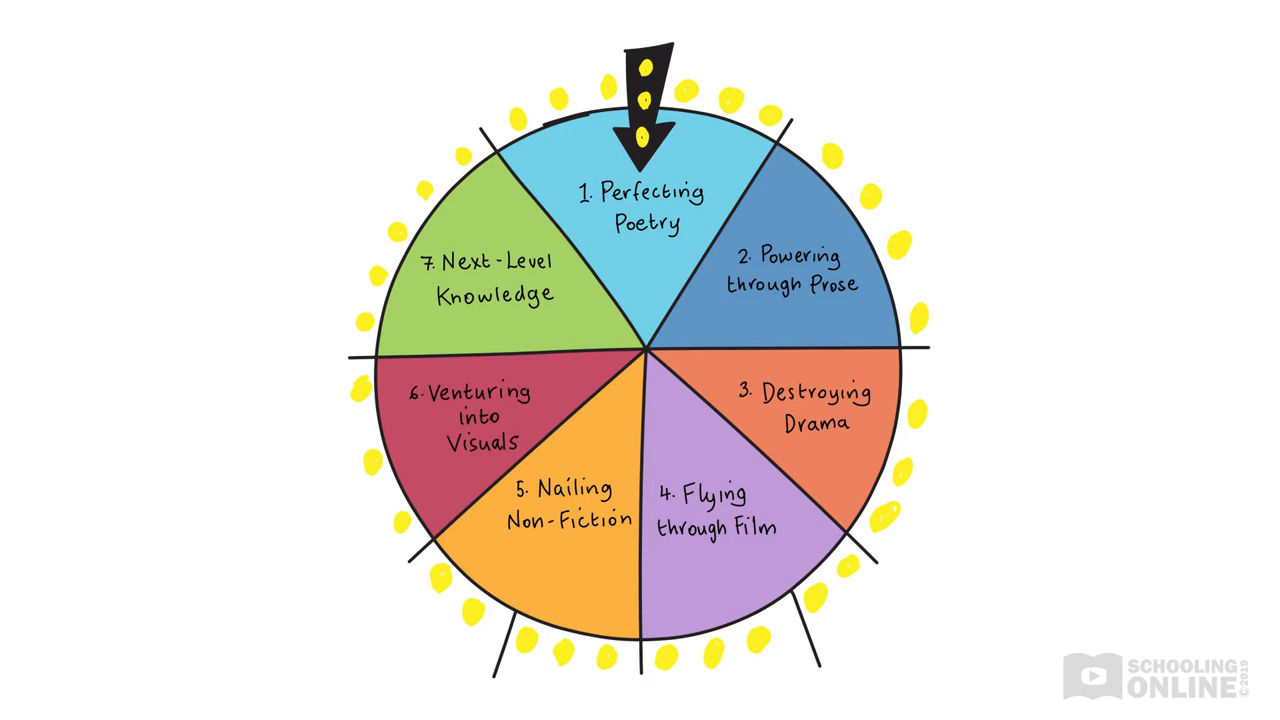 1. Perfecting
Poetry
2. Powering
through Prose
3. Destroying
Drama
4. Flying
through Film
5. Nailing
Non-Fiction
6. Venturing
into
Visuals
7. Next-Level
Knowledge
SCHOOLING
ONLINE
©2019